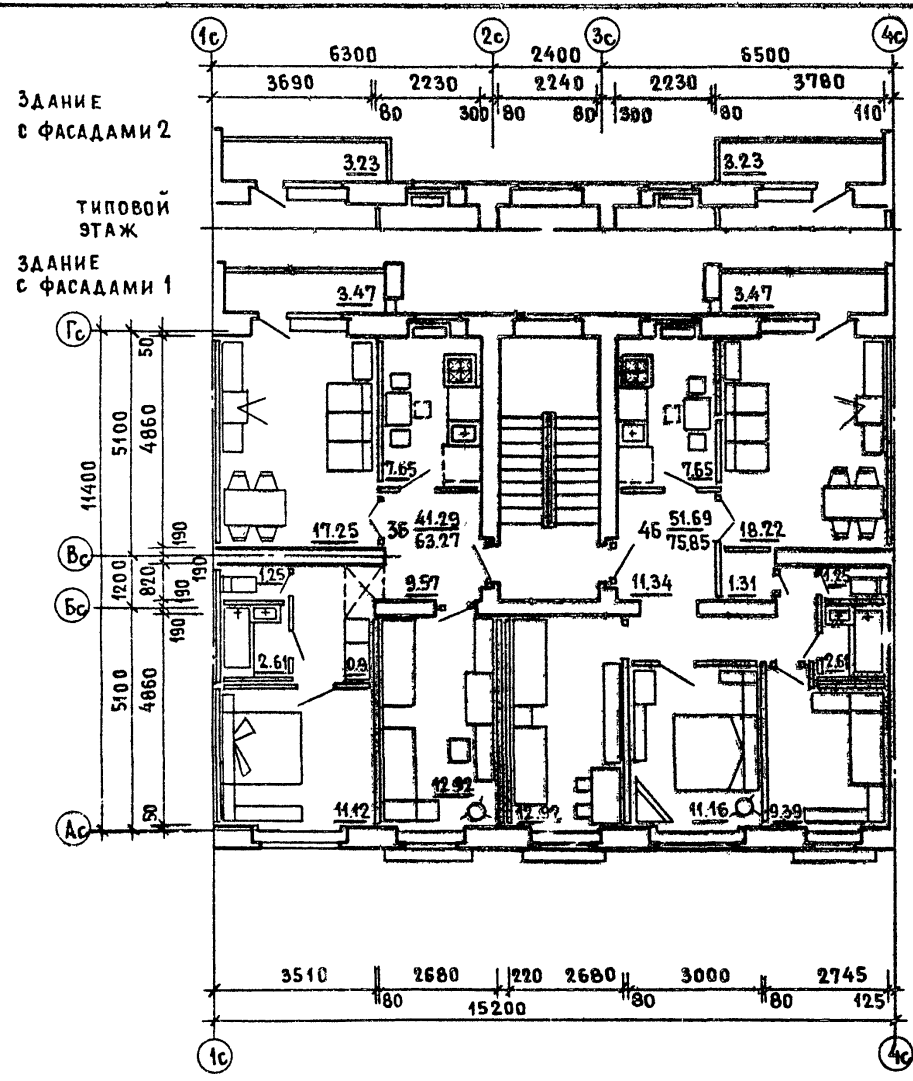 1с 2с 3с 4с
6300 2400 6500
3690 2230 2240 2230 3780
80 300 80 80 300 80 110
ЗДАНИЕ
С ФАСАДАМИ 2
3.23 3.23
ТИПОВОЙ
ЭТАЖ
ЗДАНИЕ
С ФАСАДАМИ 1
3.47 3.47
Гс
50
5100 4860
11400
7.65 7.65
17.25 3Б 41.29 4Б 51.69 18.22
63.27 75.85
190
Вс
190
1200 820 1.25 9.57 11.34 1.31 1.25
190
Бс
190
2.61 0.8 2.61
5100 4860
12.92
11.12 12.92 11.16 9.39
50
Ас
3510 2680 220 2680 3000 2745
80 80 80 125
15200
1с 4с